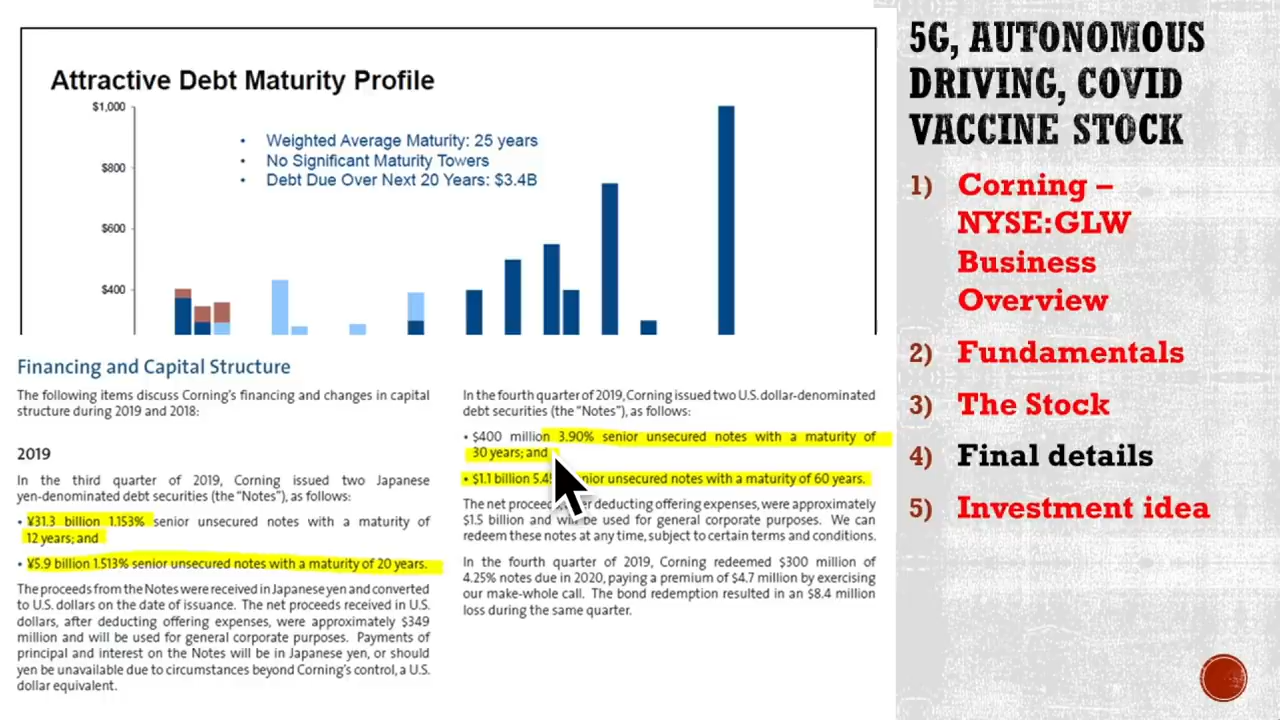 Attractive Debt Maturity Profile
$1,000
$800
$600
$400
• Weighted Average Maturity: 25 years
• No Significant Maturity Towers
• Debt Due Over Next 20 Years: $3.4B
Financing and Capital Structure
The following items discuss Corning's financing and changes in capital
structure during 2019 and 2018:
2019
In the third quarter of 2019, Corning issued two Japanese
yen-denominated debt securities (the "Notes"), as follows:
• ¥31.3 billion 1.153% senior unsecured notes with a maturity of
12 years; and
• ¥5.9 billion 1.513% senior unsecured notes with a maturity of 20 years.
The proceeds from the Notes were received in Japanese yen and converted
to U.S. dollars on the date of issuance. The net proceeds received in U.S.
dollars, after deducting offering expenses, were approximately $349
million and will be used for general corporate purposes. Payments of
principal and interest on the Notes will be in Japanese yen, or should
yen be unavailable due to circumstances beyond Corning's control, a U.S.
dollar equivalent.
In the fourth quarter of 2019, Corning issued two U.S. dollar-denominated
debt securities (the "Notes"), as follows:
• $400 million 3.90% senior unsecured notes with a maturity of
30 years; and
• $1.1 billion unsecured notes with a maturity of 60 years.
The net deducting offering expenses, were approximately
$1.5 billion and will be used for general corporate purposes. We can
redeem these notes at any time, subject to certain terms and conditions.
In the fourth quarter of 2019, Corning redeemed $300 million of
4.25% notes due in 2020, paying a premium of $4.7 million by exercising
our make-whole call. The bond redemption resulted in an $8.4 million
loss during the same quarter.
5G, AUTONOMOUS
DRIVING, COVID
VACCINE STOCK
1) Corning –
NYSE:GLW
Business
Overview
2) Fundamentals
3) The Stock
4) Final details
5) Investment idea